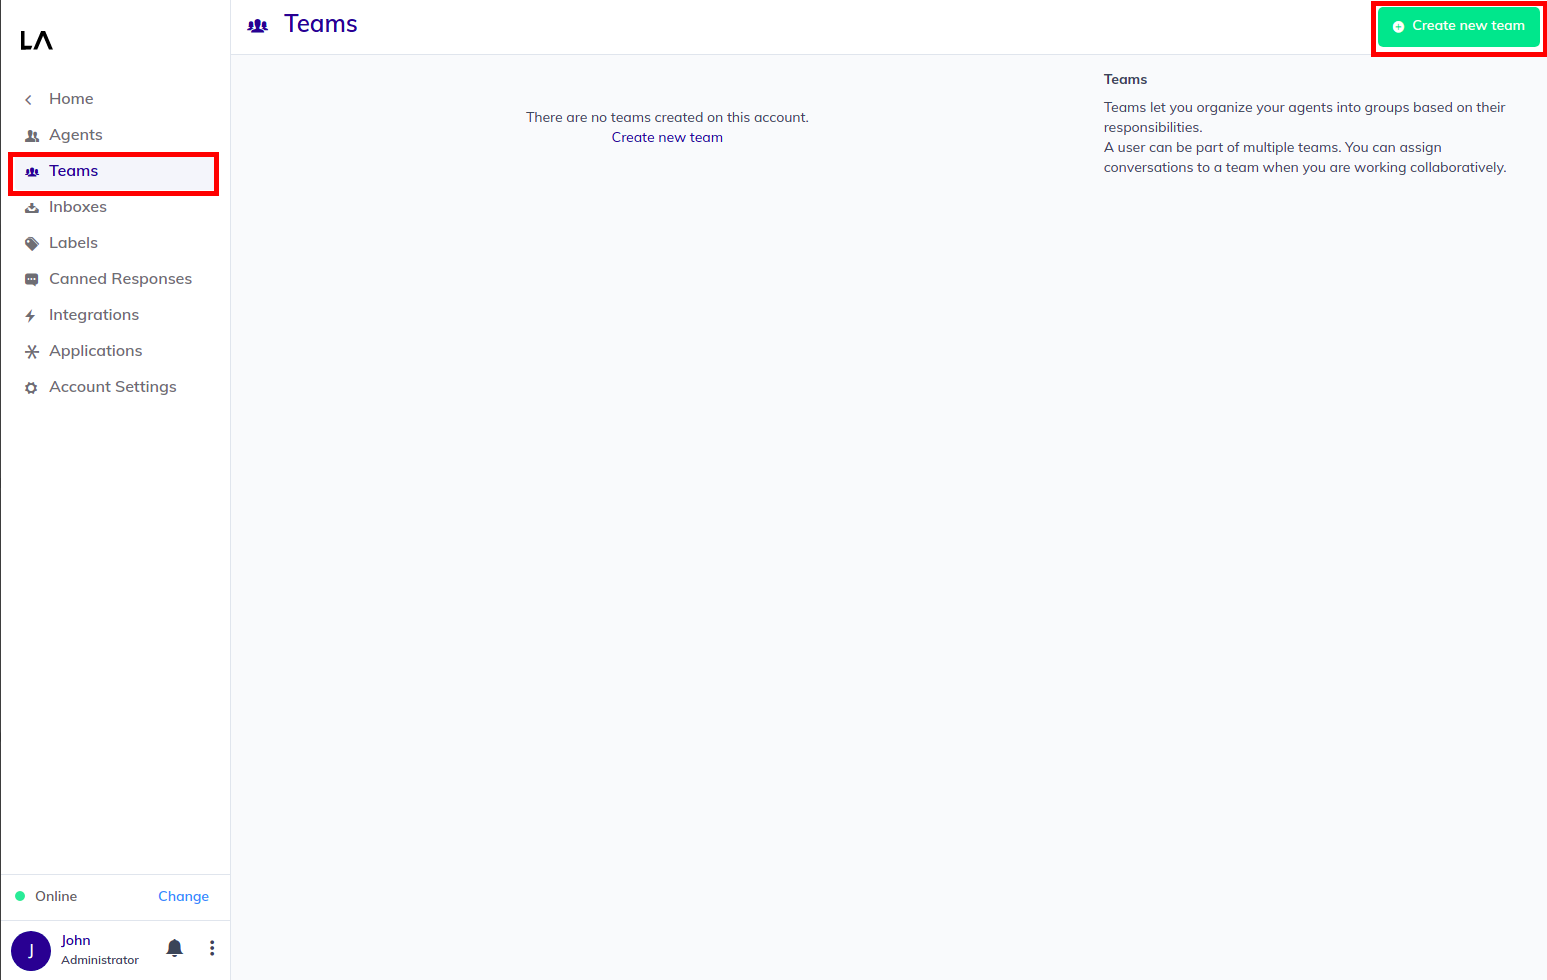 LA
Home
Agents
Teams
Inboxes
Labels
Canned Responses
Integrations
Applications
Account Settings
Online
Change
J
John
Administrator
Teams
Create new team
There are no teams created on this account.
Create new team
Teams
Teams let you organize your agents into groups based on their
responsibilities.
A user can be part of multiple teams. You can assign
conversations to a team when you are working collaboratively.